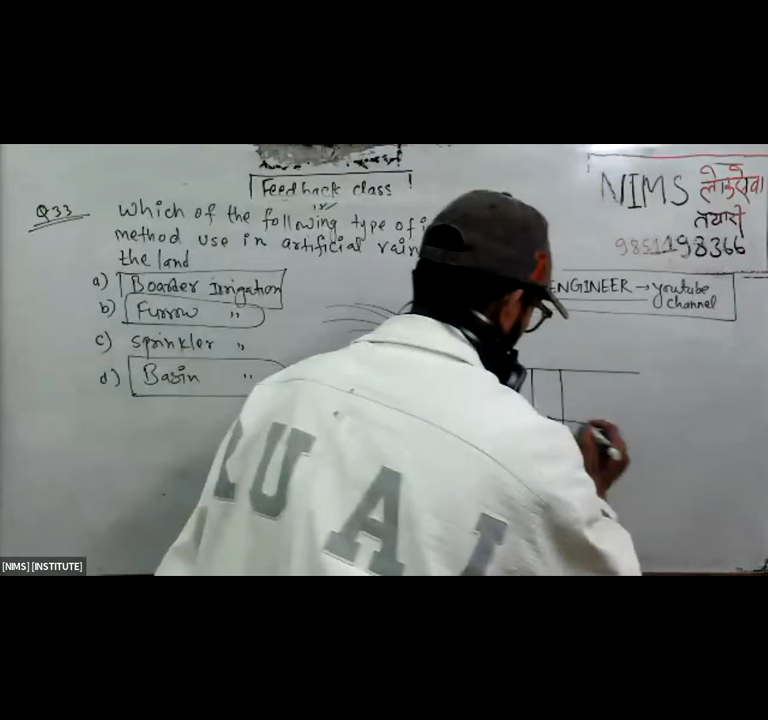 Feedback class !
NIMS लोकसेवा
तयारी
9851198366
Q33 which of the following type of
method use in artificial rain
the land
ENGINEER → youtube
channel
a) Boarder Irrigation
b) Furrow "
c) sprinkler "
d) Basin "
RUA
[NIMS] [INSTITUTE]